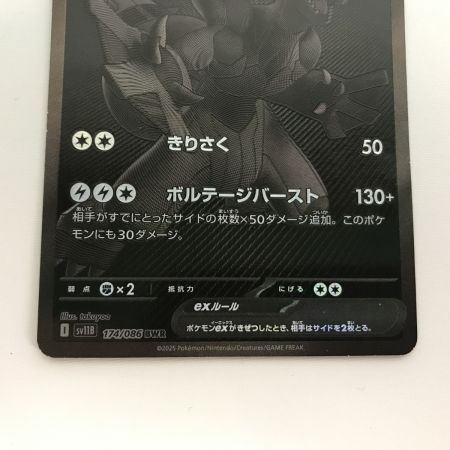 きりさく 50
ボルテージバースト 130+
相手がすでにとったサイドの枚数×50ダメージ追加。このポケ
モンにも30ダメージ。
弱点 ×2 抵抗力 にげる
exルール
ポケモンexがきぜつしたとき、相手はサイドを2枚とる。
illus. takuyoa
I sv11B 174/086 BWR
©2025 Pokémon/Nintendo/Creatures/GAME FREAK.